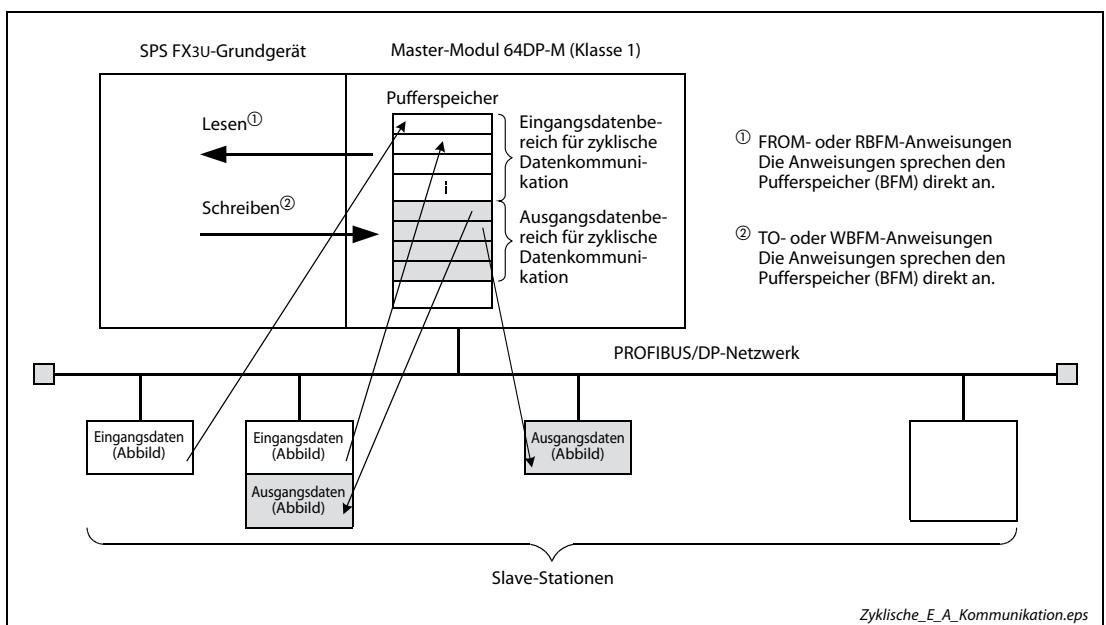 SPS FX3U-Grundgerät
Master-Modul 64DP-M (Klasse 1)
Pufferspeicher
Lesen①
Schreiben②
Eingangsdatenbe-
reich für zyklische
Datenkommuni-
kation
Ausgangsdatenbe-
reich für zyklische
Datenkommuni-
kation
① FROM- oder RBFM-Anweisungen
Die Anweisungen sprechen den
Pufferspeicher (BFM) direkt an.
② TO- oder WBFM-Anweisungen
Die Anweisungen sprechen den
Pufferspeicher (BFM) direkt an.
PROFIBUS/DP-Netzwerk
Eingangsdaten
(Abbild)
Eingangsdaten
(Abbild)
Ausgangsdaten
(Abbild)
Ausgangsdaten
(Abbild)
Slave-Stationen
Zyklische_E_A_Kommunikation.eps